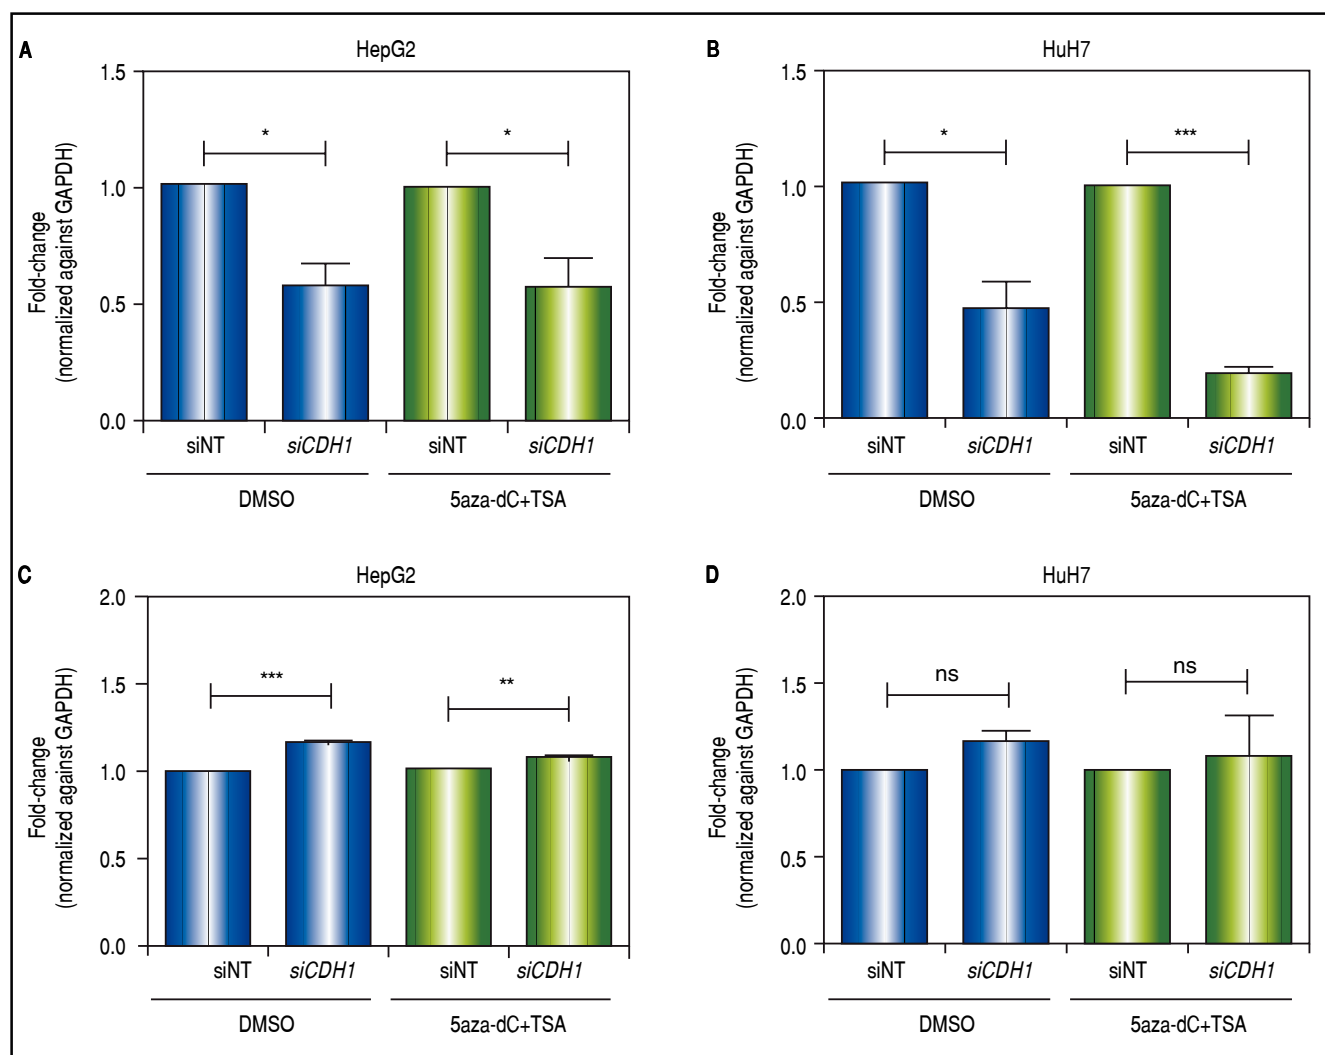 A
HepG2
Fold-change
(normalized against GAPDH)
1.5
1.0
0.5
0.0
*
*
siNT
siCDH1
siNT
siCDH1
DMSO
5aza-dC+TSA
B
HuH7
Fold-change
(normalized against GAPDH)
1.5
1.0
0.5
0.0
*
***
siNT
siCDH1
siNT
siCDH1
DMSO
5aza-dC+TSA
C
HepG2
Fold-change
(normalized against GAPDH)
2.0
1.5
1.0
0.5
0.0
***
**
siNT
siCDH1
siNT
siCDH1
DMSO
5aza-dC+TSA
D
HuH7
Fold-change
(normalized against GAPDH)
2.0
1.5
1.0
0.5
0.0
ns
ns
siNT
siCDH1
siNT
siCDH1
DMSO
5aza-dC+TSA